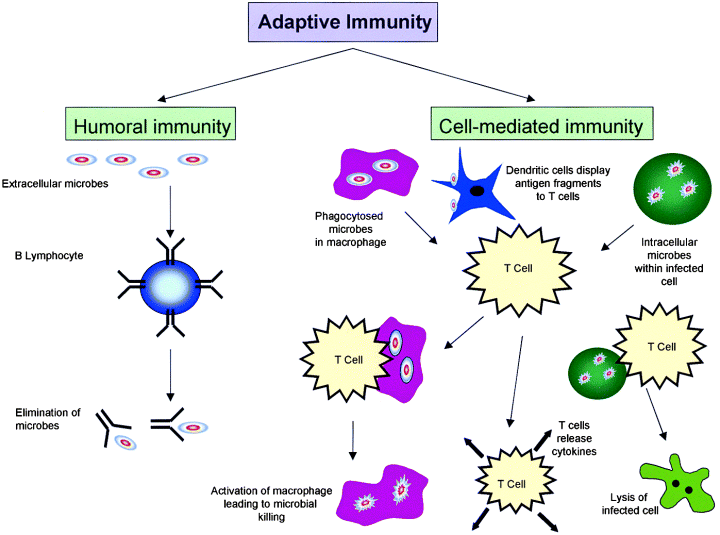 Adaptive Immunity
Humoral immunity
Extracellular microbes
B Lymphocyte
Elimination of
microbes
Cell-mediated immunity
Phagocytosed
microbes
in macrophage
Dendritic cells display
antigen fragments
to T cells
Intracellular
microbes
within infected
cell
T Cell
T Cell
T Cell
Activation of macrophage
leading to microbial
killing
T cells
release
cytokines
T Cell
Lysis of
infected cell